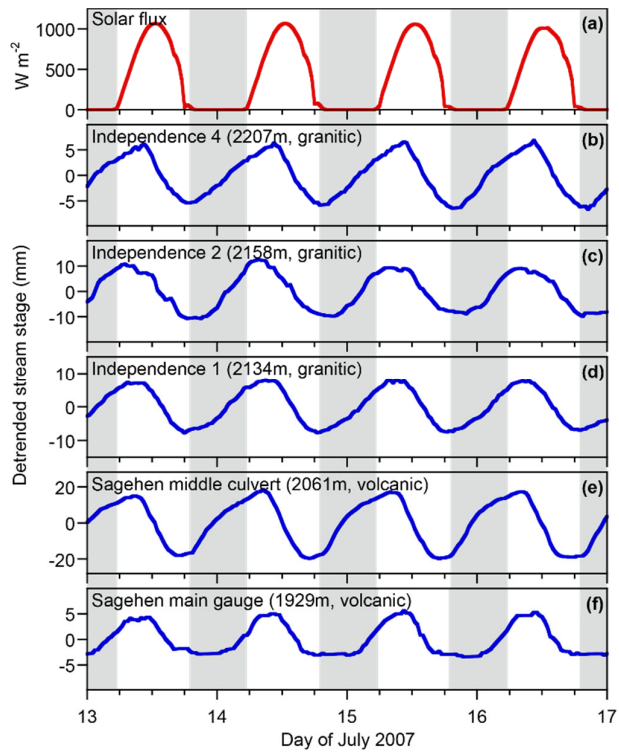 Solar flux
(a)
W m-2
1000
500
0
Independence 4 (2207m, granitic)
(b)
5
0
-5
Independence 2 (2158m, granitic)
(c)
10
0
-10
Detrended stream stage (mm)
Independence 1 (2134m, granitic)
(d)
10
0
-10
Sagehen middle culvert (2061m, volcanic)
(e)
20
0
-20
Sagehen main gauge (1929m, volcanic)
(f)
5
0
-5
13 14 15 16 17
Day of July 2007